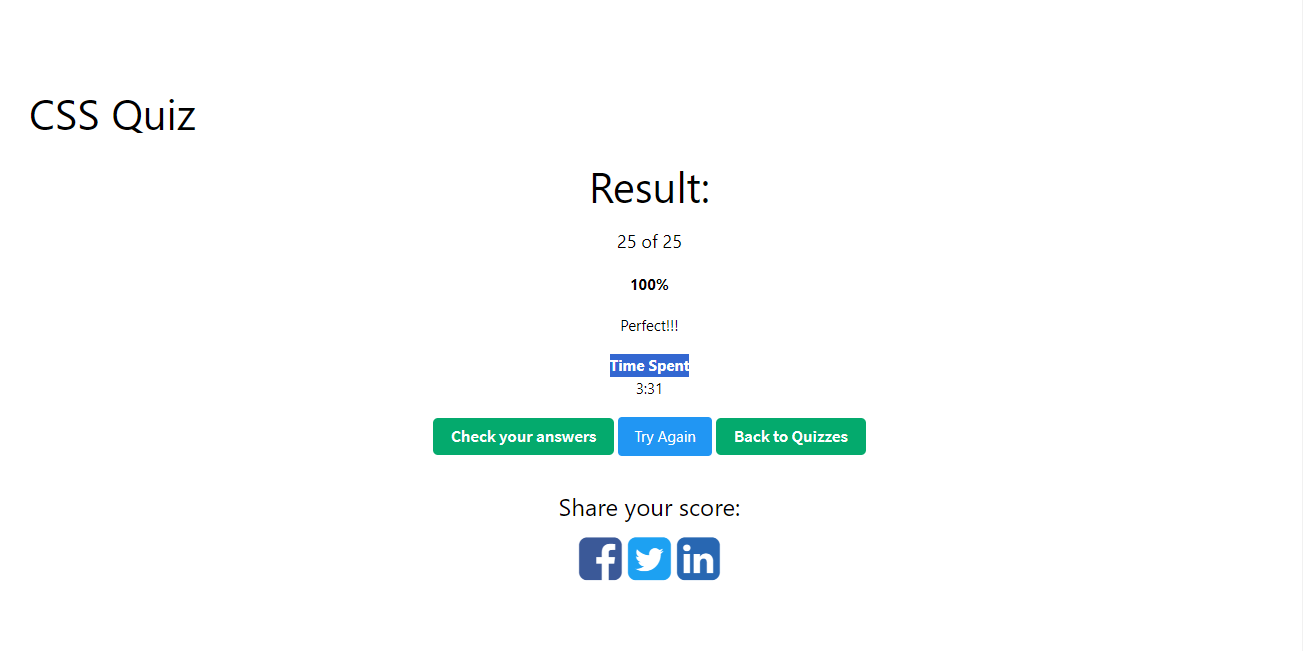 CSS Quiz
Result:
25 of 25
100%
Perfect!!!
Time Spent
3:31
Check your answers Try Again Back to Quizzes
Share your score: